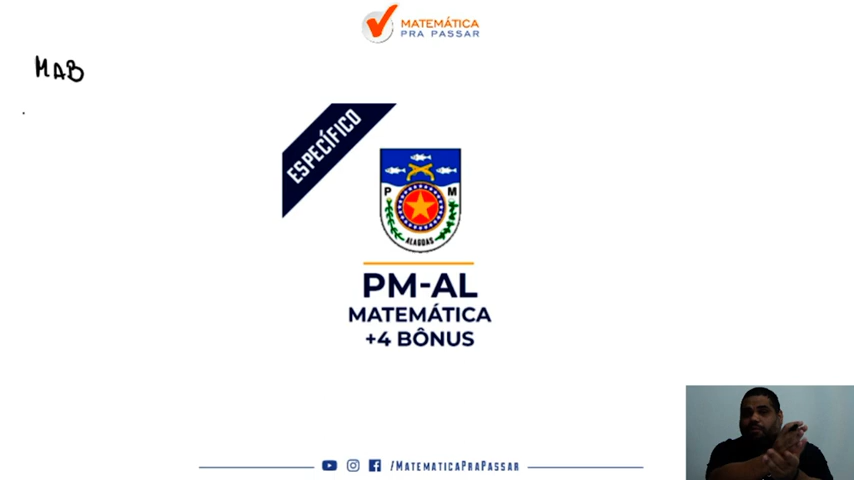 MATEMÁTICA
PRA PASSAR
MAB
ESPECÍFICO
P M
ALAGOAS
PM-AL
MATEMÁTICA
+4 BÔNUS
/MATEMATICAPRAPASSAR